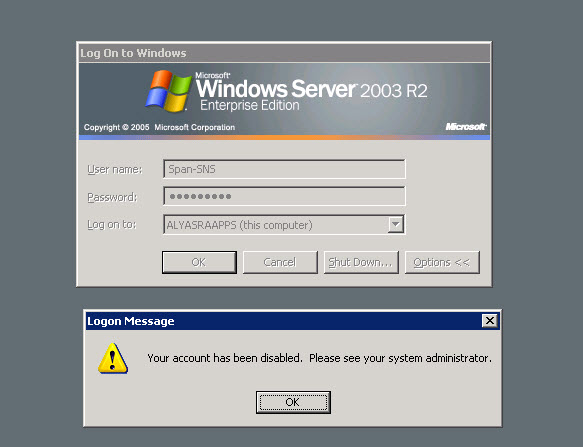 Log On to Windows
Microsoft®
Windows Server 2003 R2
Enterprise Edition
Copyright © 2005 Microsoft Corporation
Microsoft
User name: Span-SNS
Password: •••••••••
Log on to: ALYASRAAPPS (this computer)
OK Cancel Shut Down... Options <<
Logon Message
Your account has been disabled. Please see your system administrator.
OK